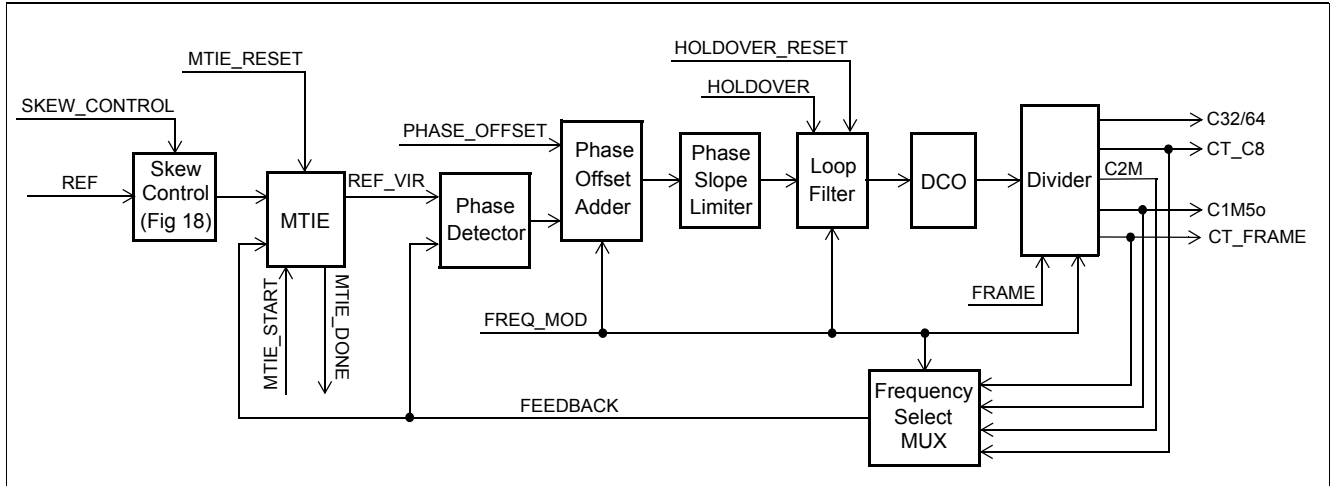 HOLDOVER_RESET
MTIE_RESET
HOLDOVER
SKEW_CONTROL
PHASE_OFFSET
C32/64
CT_C8
C2M
C1M5o
CT_FRAME
REF
Skew
Control
(Fig 18)
MTIE
REF_VIR
Phase
Detector
Phase
Offset
Adder
Phase
Slope
Limiter
Loop
Filter
DCO
Divider
MTIE_START
MTIE_DONE
FRAME
FREQ_MOD
FEEDBACK
Frequency
Select
MUX